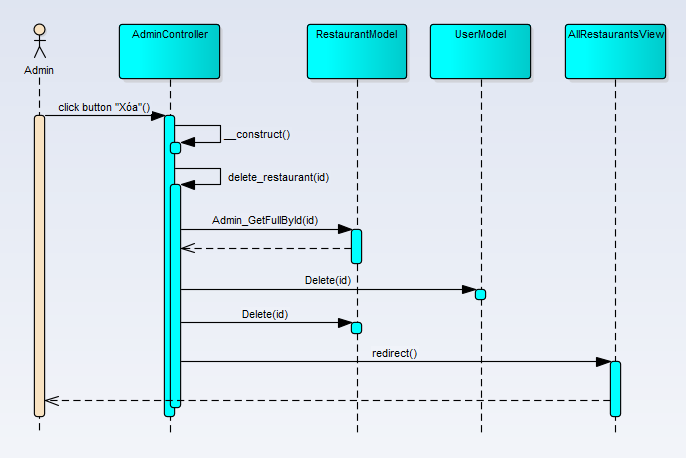 AdminController
RestaurantModel
UserModel
AllRestaurantsView
Admin
click button "Xóa"()
__construct()
delete_restaurant(id)
Admin_GetFullById(id)
Delete(id)
Delete(id)
redirect()